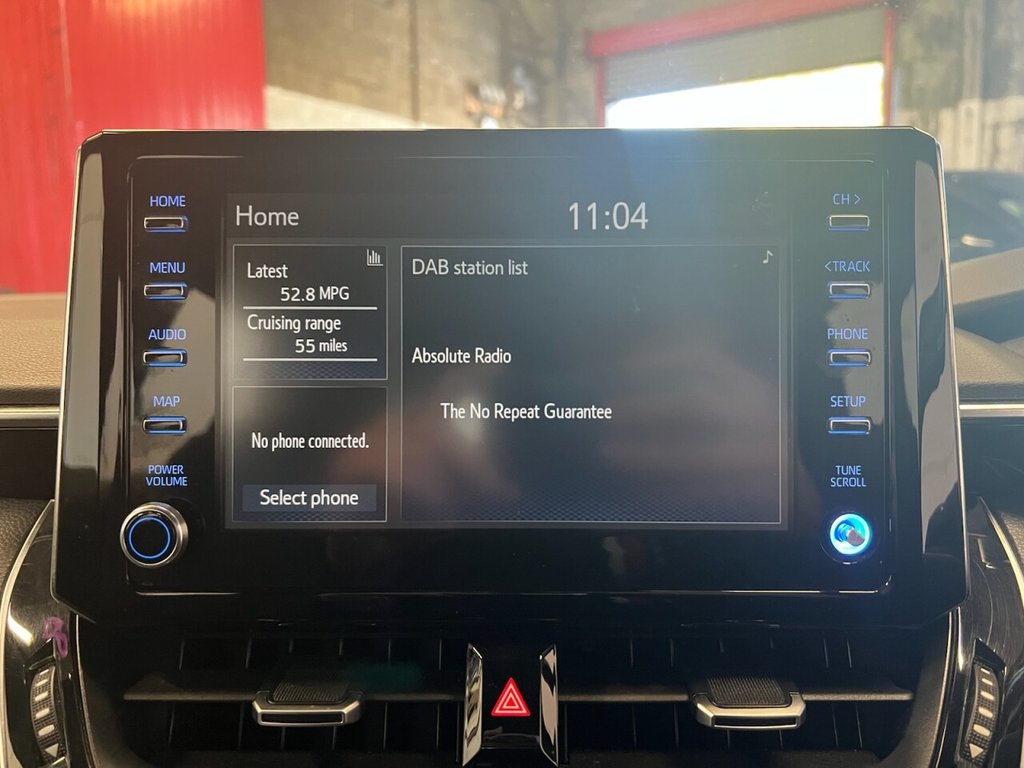 HOME
MENU
AUDIO
MAP
POWER
VOLUME
Home
11:04
Latest
52.8 MPG
Cruising range
55 miles
No phone connected.
Select phone
DAB station list
Absolute Radio
The No Repeat Guarantee
CH >
<TRACK
PHONE
SETUP
TUNE
SCROLL